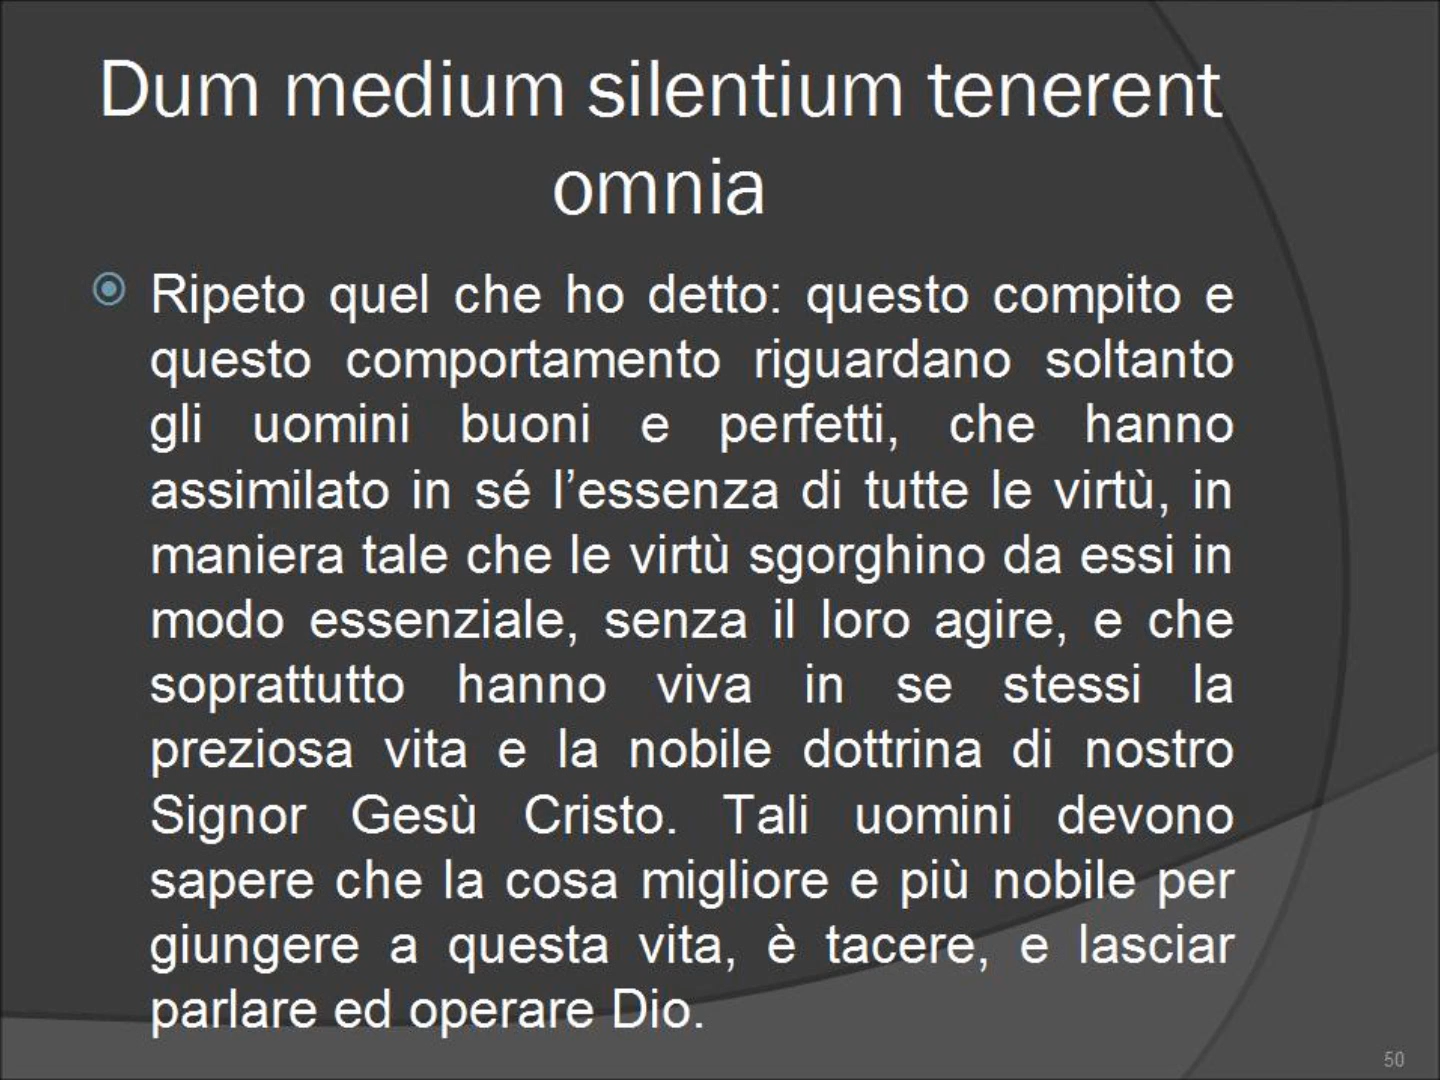 Dum medium silentium tenerent
omnia
Ripeto quel che ho detto: questo compito e
questo comportamento riguardano soltanto
gli uomini buoni e perfetti, che hanno
assimilato in sé l’essenza di tutte le virtù, in
maniera tale che le virtù sgorghino da essi in
modo essenziale, senza il loro agire, e che
soprattutto hanno viva in se stessi la
preziosa vita e la nobile dottrina di nostro
Signor Gesù Cristo. Tali uomini devono
sapere che la cosa migliore e più nobile per
giungere a questa vita, è tacere, e lasciar
parlare ed operare Dio.
50